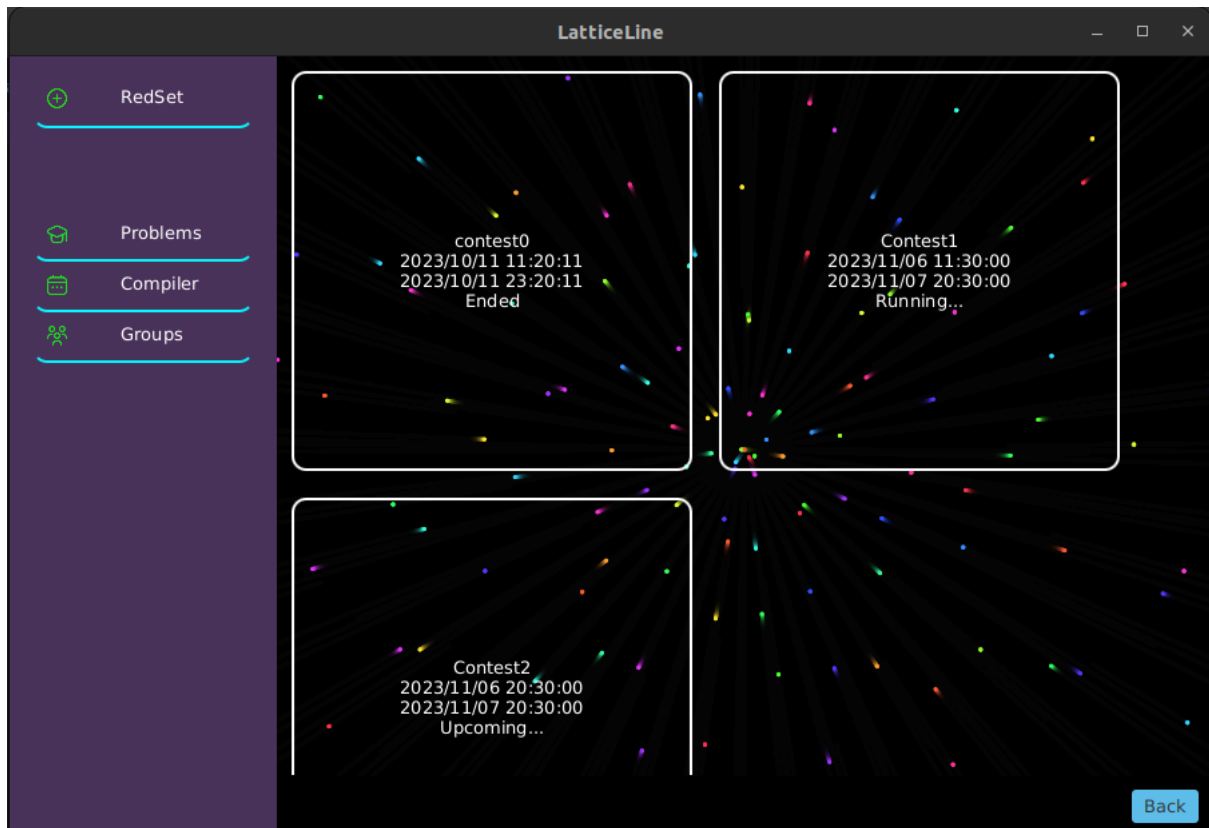 LatticeLine
RedSet
Problems
Compiler
Groups
contest0
2023/10/11 11:20:11
2023/10/11 23:20:11
Ended
Contest1
2023/11/06 11:30:00
2023/11/07 20:30:00
Running...
Contest2
2023/11/06 20:30:00
2023/11/07 20:30:00
Upcoming...
Back